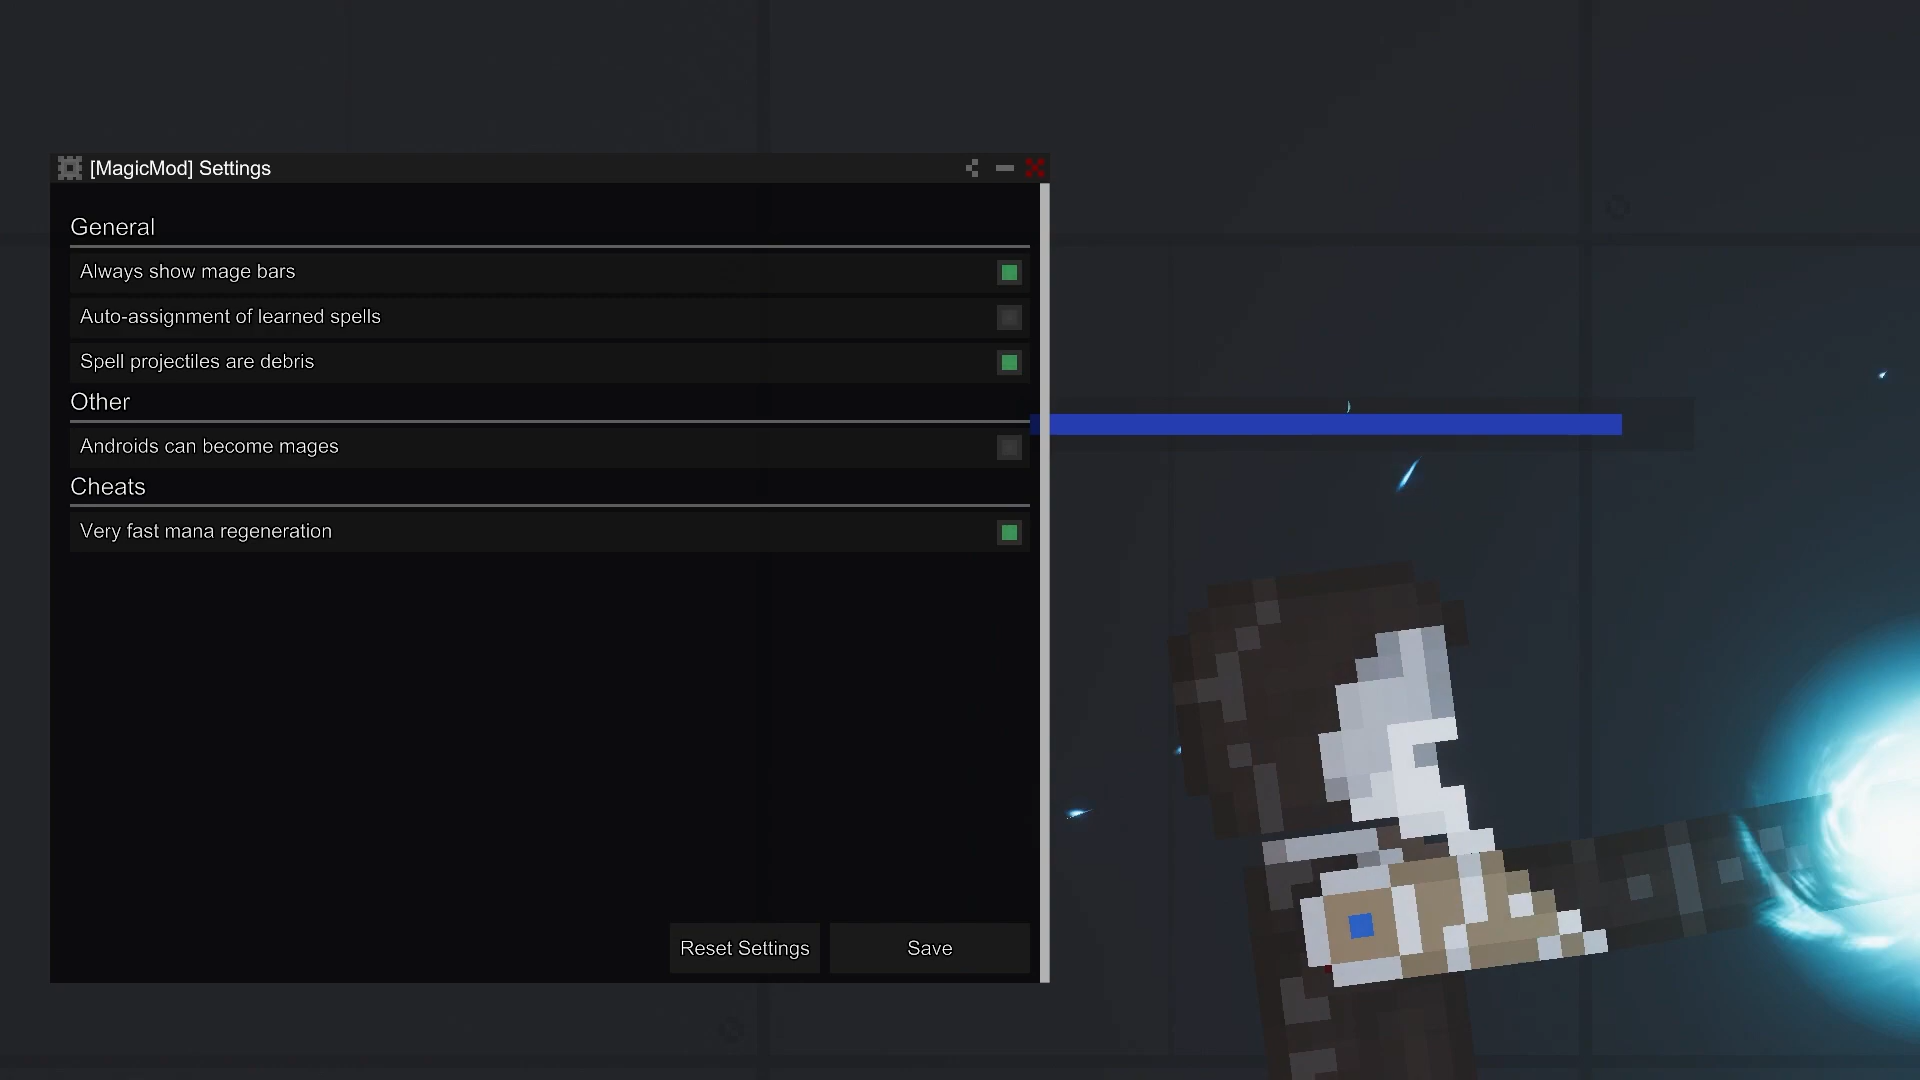 [MagicMod] Settings
General
Always show mage bars
Auto-assignment of learned spells
Spell projectiles are debris
Other
Androids can become mages
Cheats
Very fast mana regeneration
Reset Settings
Save